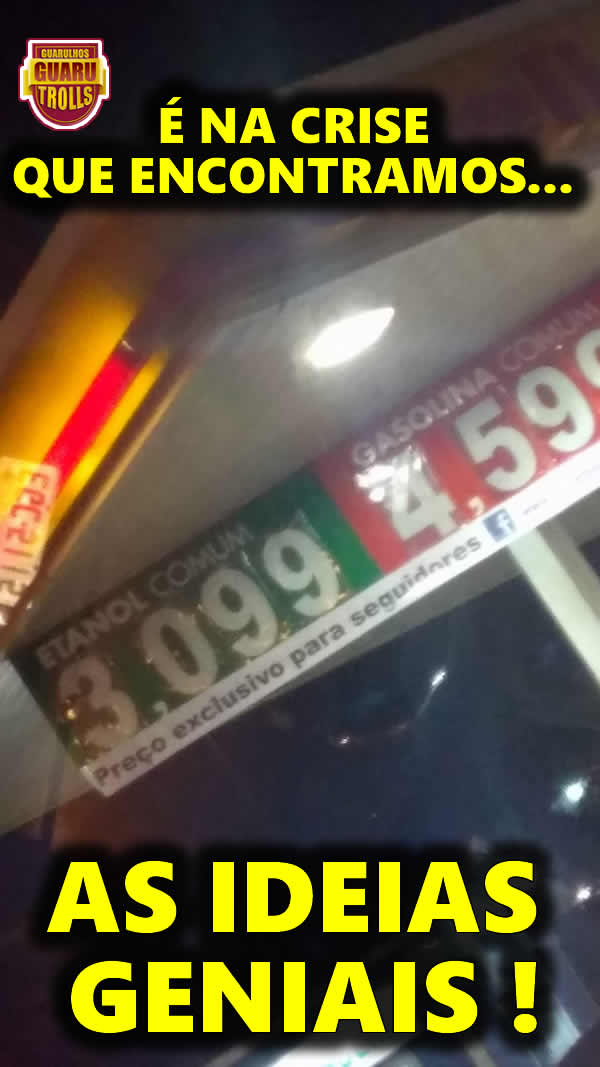 GUARULHOS
GUARU
TROLLS
É NA CRISE
QUE ENCONTRAMOS...
GASOLINA COMUM
4,599
ETANOL COMUM
3,099
Preço exclusivo para seguidores
AS IDEIAS
GENIAIS !